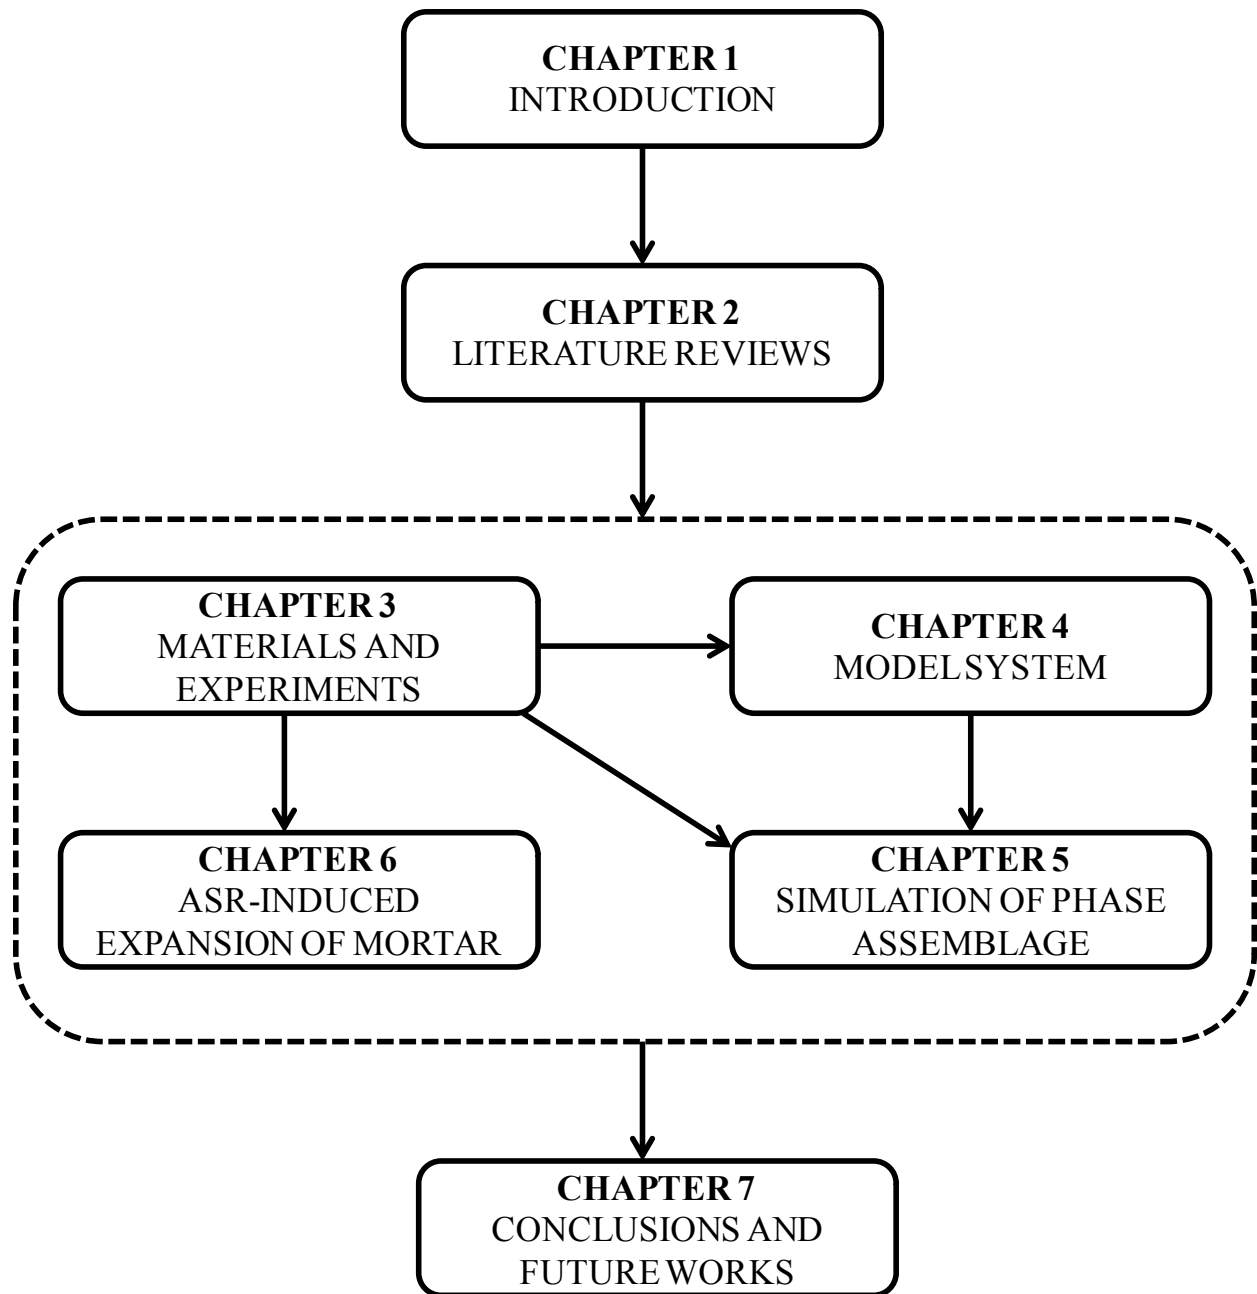 CHAPTER 1
INTRODUCTION
CHAPTER 2
LITERATURE REVIEWS
CHAPTER 3
MATERIALS AND
EXPERIMENTS
CHAPTER 4
MODEL SYSTEM
CHAPTER 6
ASR-INDUCED
EXPANSION OF MORTAR
CHAPTER 5
SIMULATION OF PHASE
ASSEMBLAGE
CHAPTER 7
CONCLUSIONS AND
FUTURE WORKS